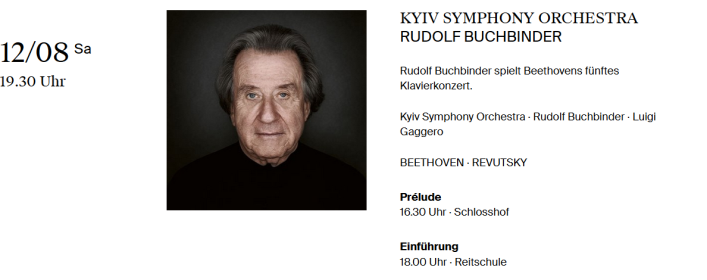 12/08 Sa
19.30 Uhr
KYIV SYMPHONY ORCHESTRA
RUDOLF BUCHBINDER
Rudolf Buchbinder spielt Beethovens fünftes
Klavierkonzert.
Kyiv Symphony Orchestra · Rudolf Buchbinder · Luigi
Gaggero
BEETHOVEN · REVUTSKY
Prélude
16.30 Uhr · Schlosshof
Einführung
18.00 Uhr · Reitschule